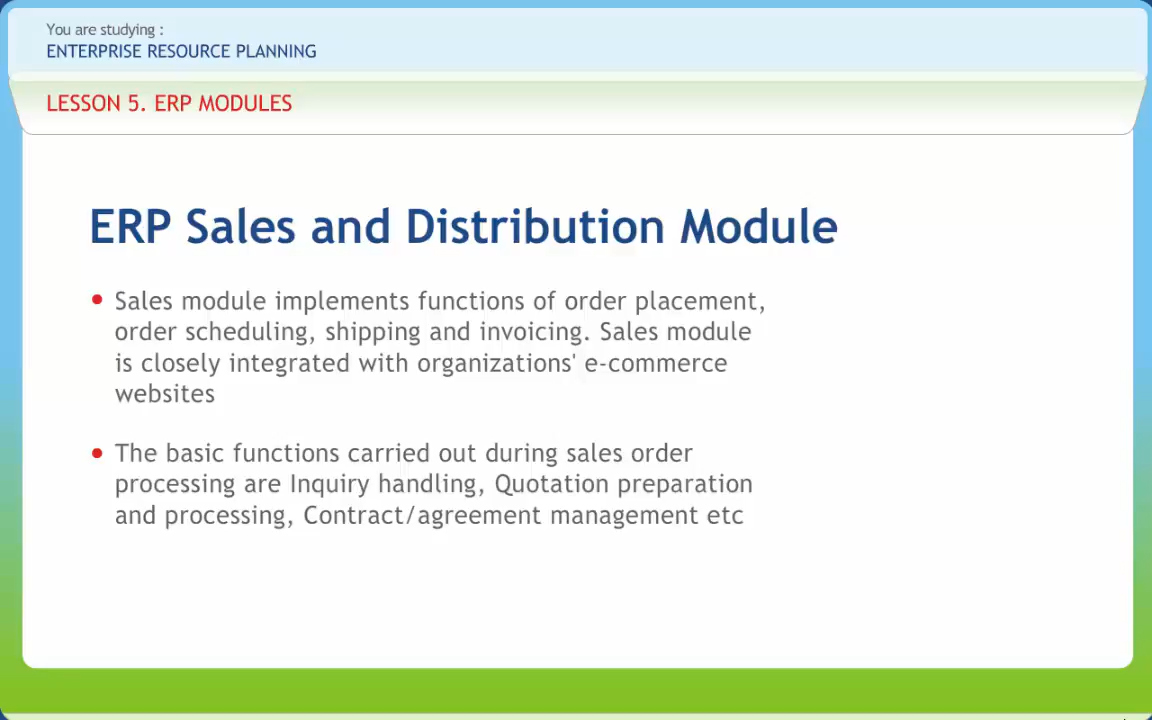 You are studying :
ENTERPRISE RESOURCE PLANNING
LESSON 5. ERP MODULES
ERP Sales and Distribution Module
• Sales module implements functions of order placement,
order scheduling, shipping and invoicing. Sales module
is closely integrated with organizations' e-commerce
websites
• The basic functions carried out during sales order
processing are Inquiry handling, Quotation preparation
and processing, Contract/agreement management etc